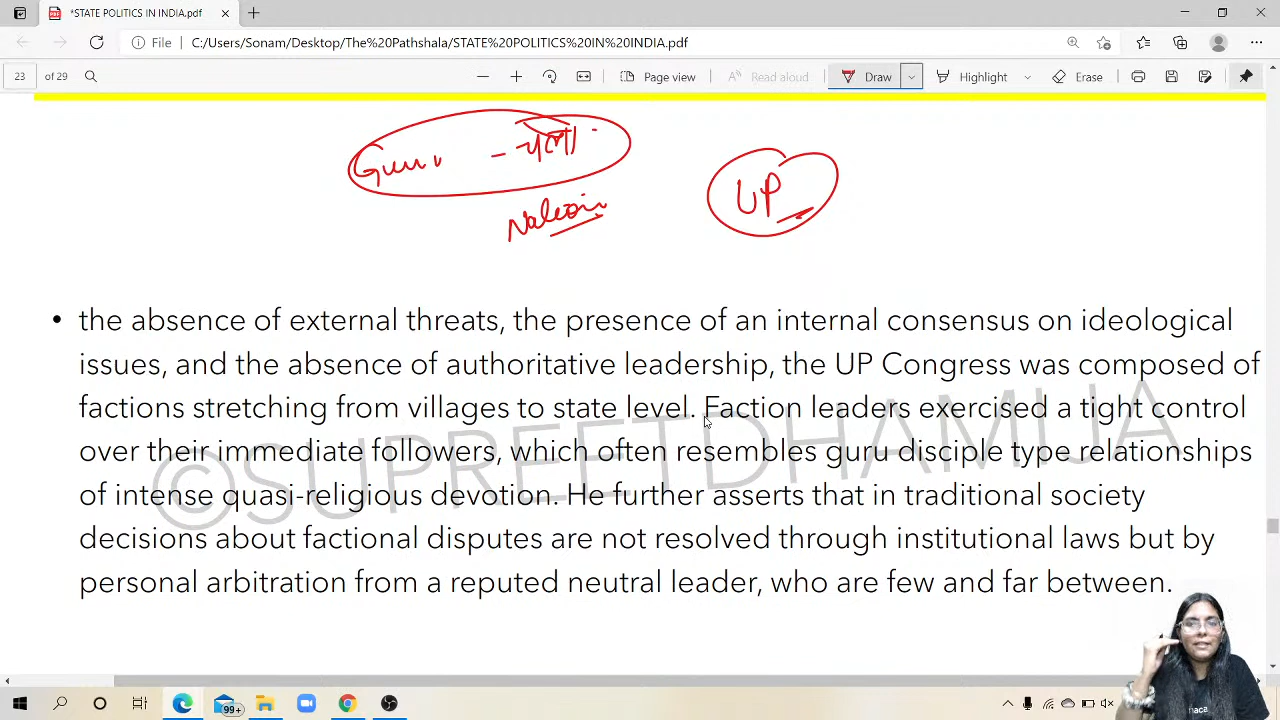 *STATE POLITICS IN INDIA.pdf
File C:/Users/Sonam/Desktop/The%20Pathshala/STATE%20POLITICS%20IN%20INDIA.pdf
23 of 29 Page view Read aloud Draw Highlight Erase
Guru - चेला
UP
• the absence of external threats, the presence of an internal consensus on ideological
issues, and the absence of authoritative leadership, the UP Congress was composed of
factions stretching from villages to state level. Faction leaders exercised a tight control
over their immediate followers, which often resembles guru disciple type relationships
of intense quasi-religious devotion. He further asserts that in traditional society
decisions about factional disputes are not resolved through institutional laws but by
personal arbitration from a reputed neutral leader, who are few and far between.
©SUPREETDHAMIJA
99+